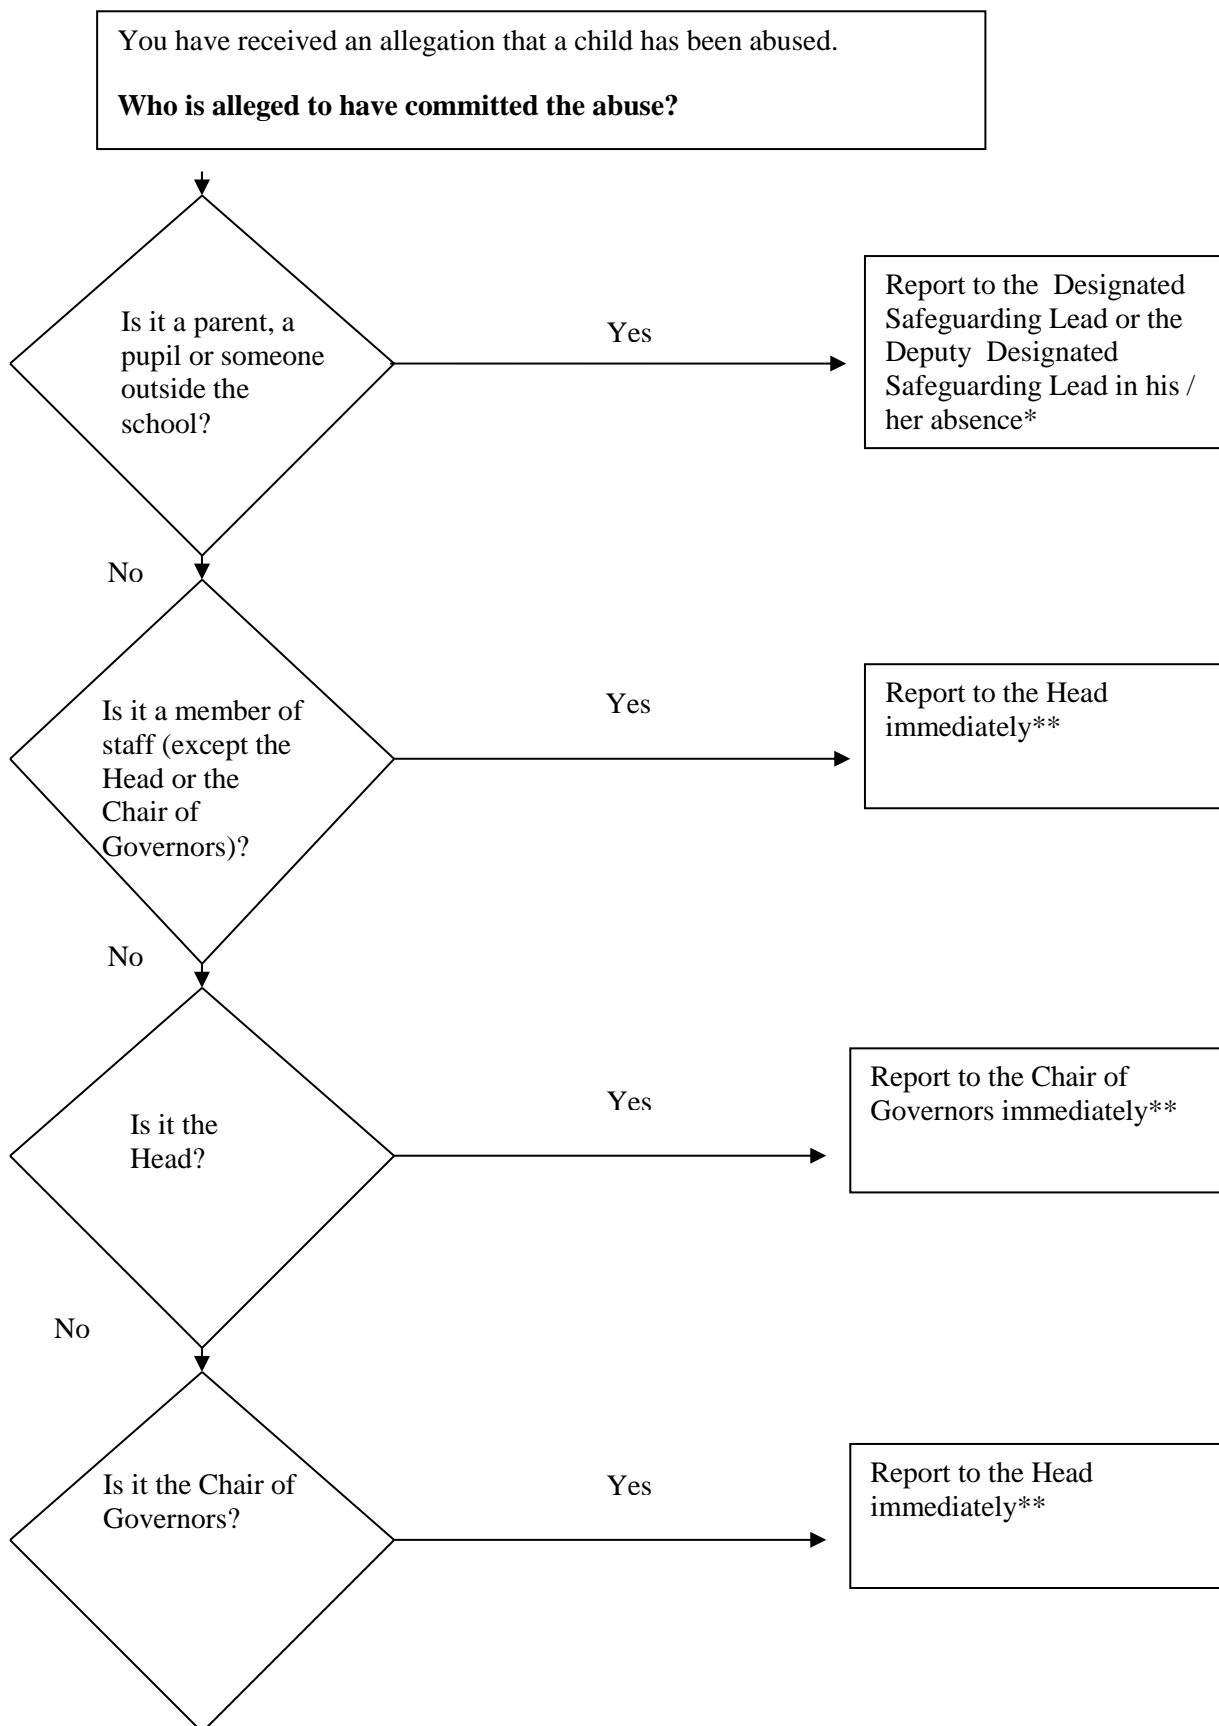 You have received an allegation that a child has been abused.
Who is alleged to have committed the abuse?
Is it a parent, a
pupil or someone
outside the
school?
Yes
Report to the  Designated
Safeguarding Lead or the
Deputy  Designated
Safeguarding Lead in his /
her absence*
No
Is it a member of
staff (except the
Head or the
Chair of
Governors)?
Yes
Report to the Head
immediately**
No
Is it the
Head?
Yes
Report to the Chair of
Governors immediately**
No
Is it the Chair of
Governors?
Yes
Report to the Head
immediately**